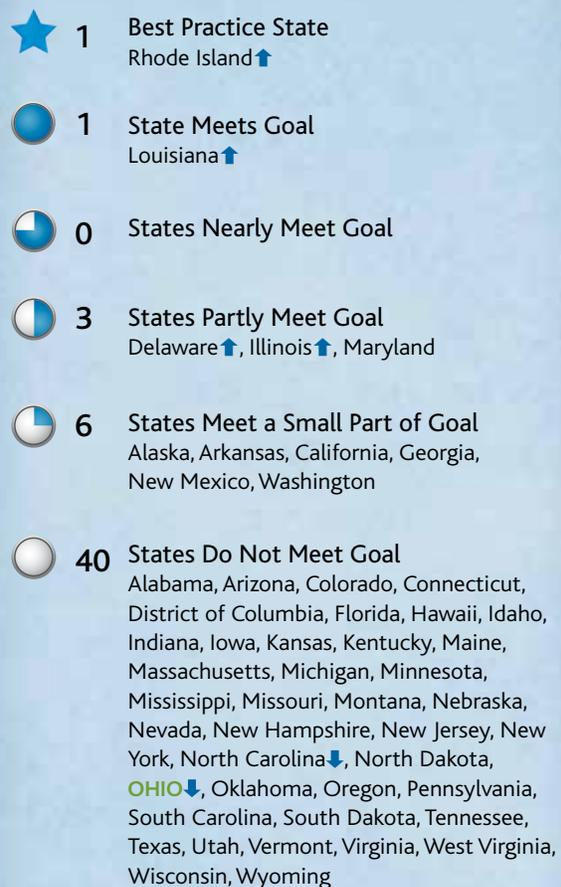 1 Best Practice State
Rhode Island⬆
1 State Meets Goal
Louisiana⬆
0 States Nearly Meet Goal
3 States Partly Meet Goal
Delaware⬆, Illinois⬆, Maryland
6 States Meet a Small Part of Goal
Alaska, Arkansas, California, Georgia,
New Mexico, Washington
40 States Do Not Meet Goal
Alabama, Arizona, Colorado, Connecticut,
District of Columbia, Florida, Hawaii, Idaho,
Indiana, Iowa, Kansas, Kentucky, Maine,
Massachusetts, Michigan, Minnesota,
Mississippi, Missouri, Montana, Nebraska,
Nevada, New Hampshire, New Jersey, New
York, North Carolina⬇, North Dakota,
OHIO⬇, Oklahoma, Oregon, Pennsylvania,
South Carolina, South Dakota, Tennessee,
Texas, Utah, Vermont, Virginia, West Virginia,
Wisconsin, Wyoming